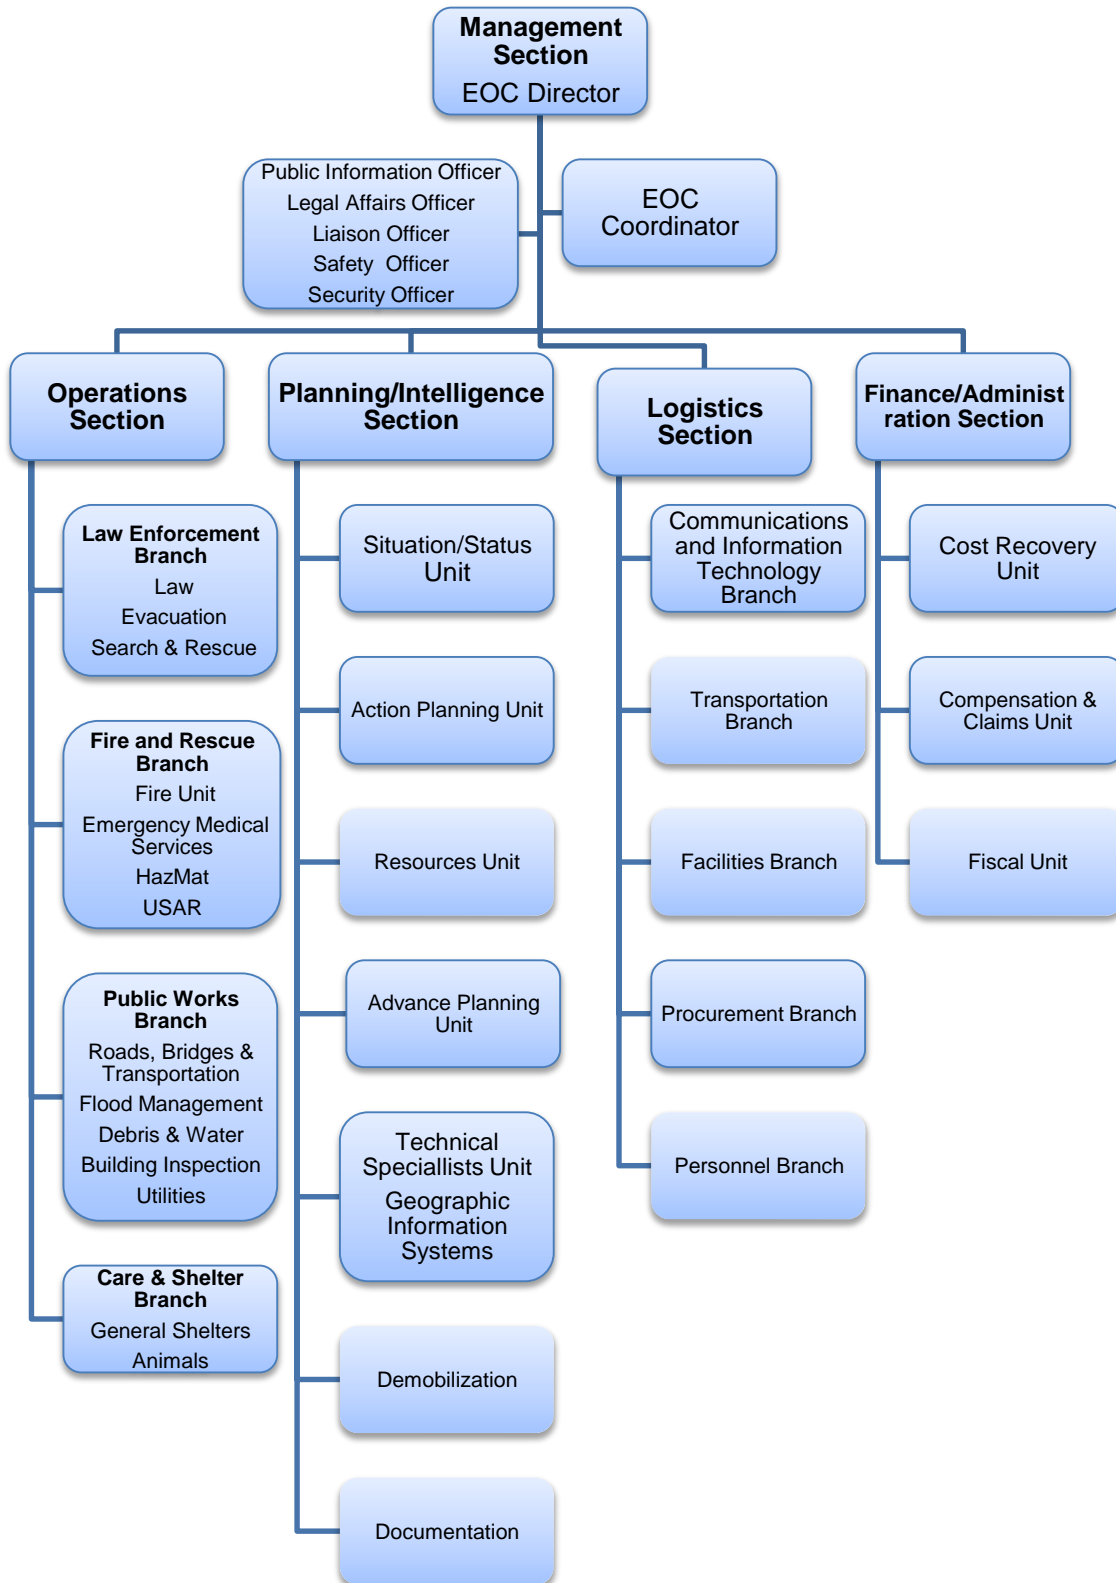 Management
Section
EOC Director
Public Information Officer
Legal Affairs Officer
Liaison Officer
Safety Officer
Security Officer
EOC
Coordinator
Operations
Section
Planning/Intelligence
Section
Logistics
Section
Finance/Administ
ration Section
Law Enforcement
Branch
Law
Evacuation
Search & Rescue
Fire and Rescue
Branch
Fire Unit
Emergency Medical
Services
HazMat
USAR
Public Works
Branch
Roads, Bridges &
Transportation
Flood Management
Debris & Water
Building Inspection
Utilities
Care & Shelter
Branch
General Shelters
Animals
Situation/Status
Unit
Action Planning Unit
Resources Unit
Advance Planning
Unit
Technical
Speciallists Unit
Geographic
Information
Systems
Demobilization
Documentation
Communications
and Information
Technology
Branch
Transportation
Branch
Facilities Branch
Procurement Branch
Personnel Branch
Cost Recovery
Unit
Compensation &
Claims Unit
Fiscal Unit